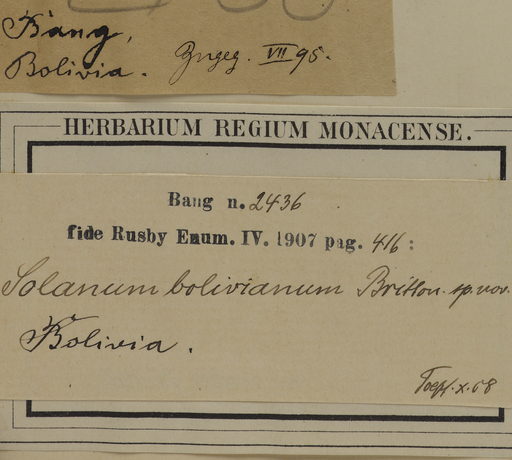 Bang,
Bolivia. Zngeg. VII 95.
HERBARIUM REGIUM MONACENSE.
Bang n. 2436
fide Rusby Enum. IV. 1907 pag. 416 :
Solanum bolivianum Britton. sp. nov.
Bolivia.